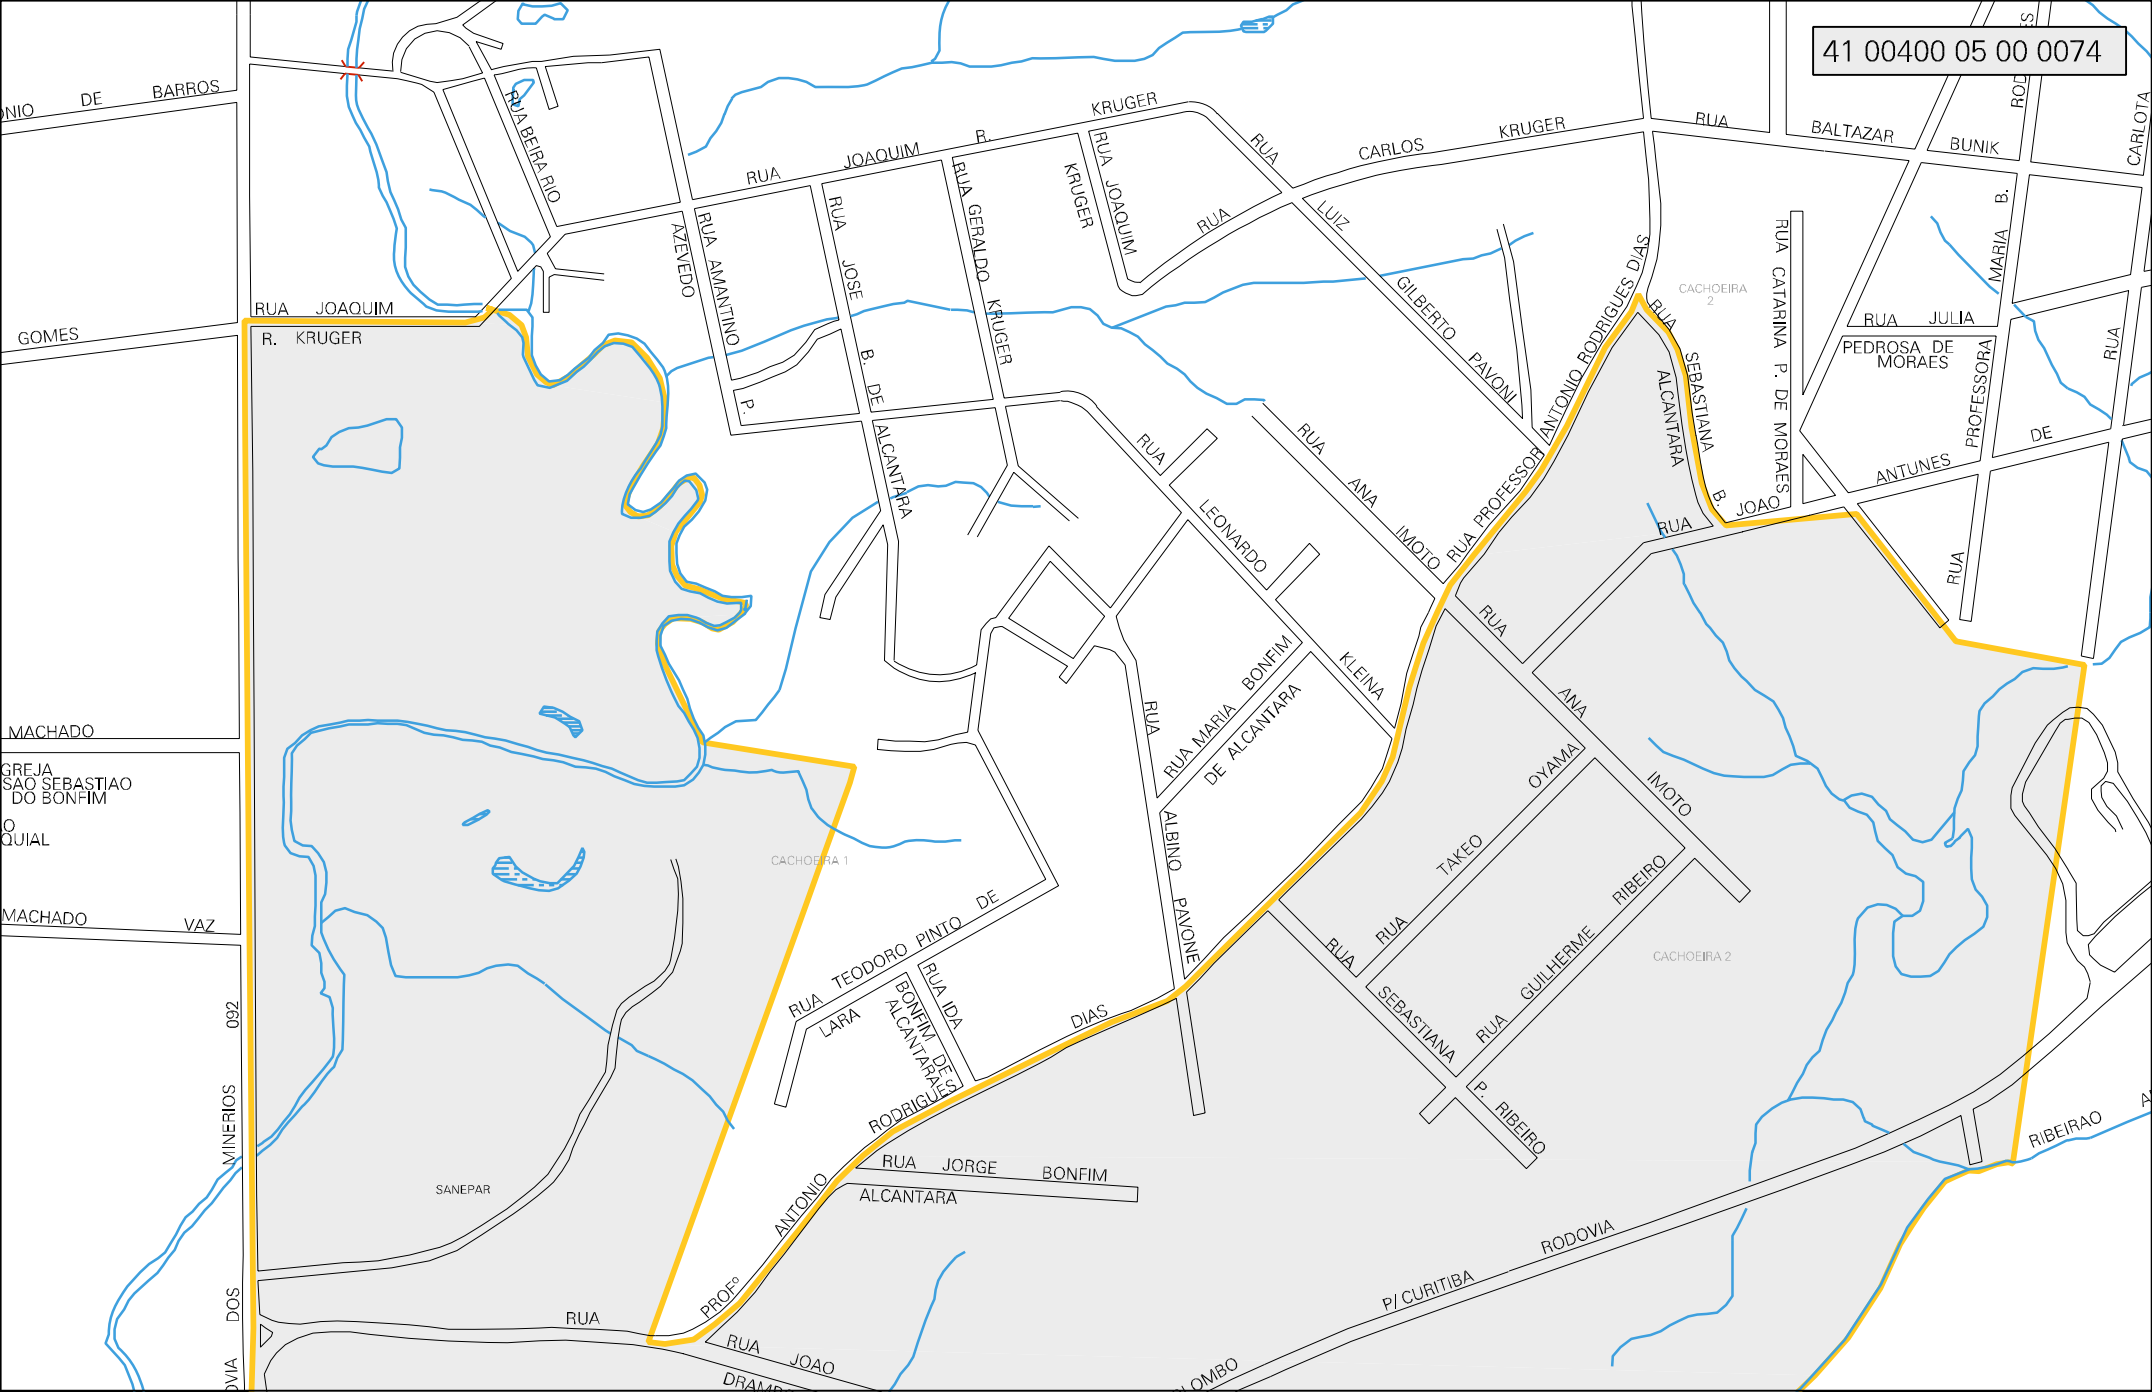 41 00400 05 00 0074
DE BARROS
RUA BEIRA RIO
RUA JOAQUIM R. KRUGER
RUA JOAQUIM
KRUGER
RUA CARLOS KRUGER
RUA BALTAZAR BUNIK
CARLOTA
MARIA B.
PROFESSORA
RUA
RUA
RUA LUIZ GILBERTO PAVONI
RUA GERALDO KRUGER
RUA JOSE B. DE ALCANTARA
RUA AMANTINO P.
AZEVEDO
RUA JOAQUIM
R. KRUGER
GOMES
CACHOEIRA
2
RUA CATARINA P. DE MORAES
RUA JULIA
PEDROSA DE
MORAES
RUA SEBASTIANA B.
ALCANTARA
RUA JOAO ANTUNES DE
RUA PROFESSOR ANTONIO RODRIGUES DIAS
RUA ANA IMOTO
RUA LEONARDO KLEINA
RUA MARIA BONFIM
DE ALCANTARA
RUA ANA IMOTO
RUA ALBINO PAVONE
MACHADO
SAO SEBASTIAO
DO BONFIM
MACHADO VAZ
CACHOEIRA 1
RUA TAKEO OYAMA
RUA GUILHERME RIBEIRO
CACHOEIRA 2
RUA SEBASTIANA P. RIBEIRO
RUA TEODORO PINTO DE
LARA
RUA IDA
BONFIM DE
ALCANTARAES
PROFº ANTONIO RODRIGUES DIAS
RUA JORGE BONFIM
ALCANTARA
SANEPAR
DOS MINERIOS 092
RUA
RUA JOAO
P/ CURITIBA RODOVIA
RIBEIRAO